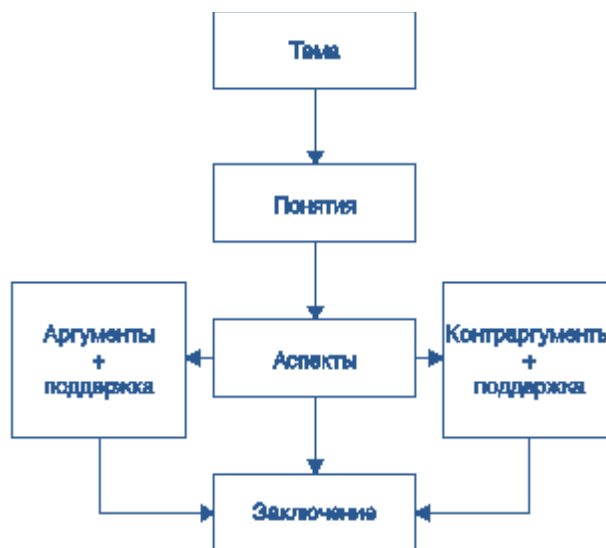 Тема
Понятия
Аргументы
+
поддержка
Аспекты
Контраргументы
+
поддержка
Заключение